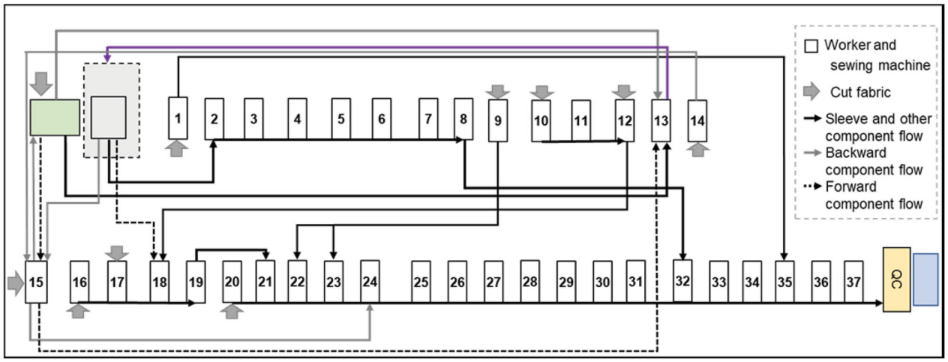 Worker and
sewing machine
Cut fabric
Sleeve and other
component flow
Backward
component flow
Forward
component flow
1 2 3 4 5 6 7 8 9 10 11 12 13 14
15 16 17 18 19 20 21 22 23 24 25 26 27 28 29 30 31 32 33 34 35 36 37 QC